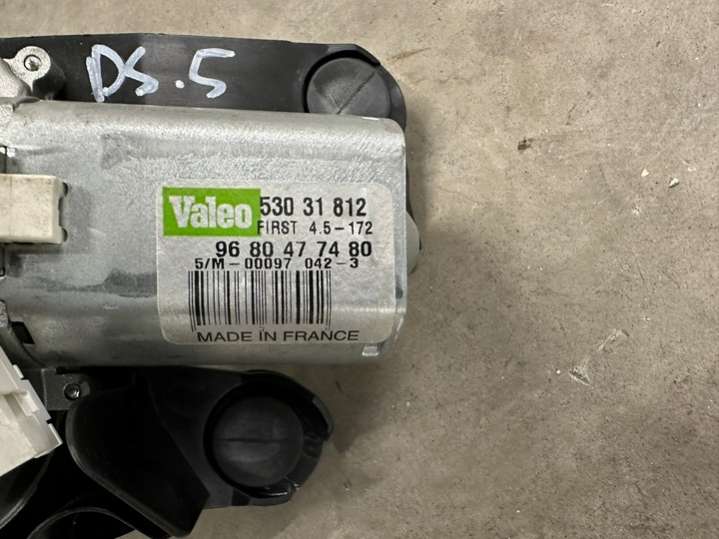 DS.5
Valeo 530 31 812
FIRST 4.5-172
96 80 47 74 80
5/M-00097 042-3
MADE IN FRANCE